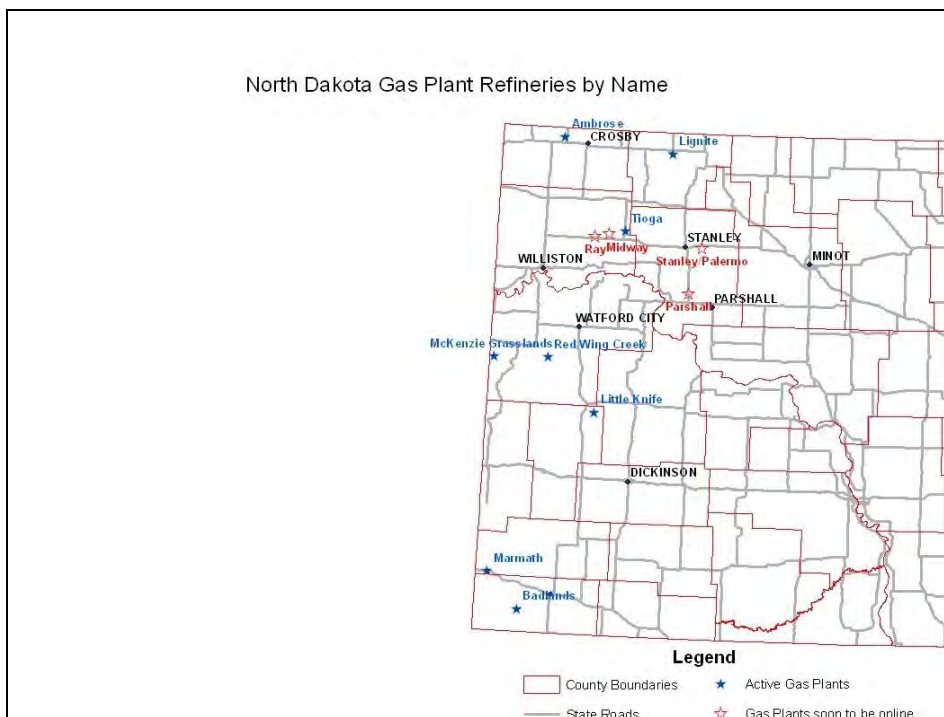 North Dakota Gas Plant Refineries by Name
Ambrose
CROSBY
Lignite
Tioga
STANLEY
Ray Midway
Stanley/Palermo
MINOT
WILLISTON
Parshall
PARSHALL
WATFORD CITY
McKenzie Grasslands Red Wing Creek
Little Knife
DICKINSON
Marmath
Badlands
Legend
County Boundaries
Active Gas Plants
State Roads
Gas Plants soon to be online